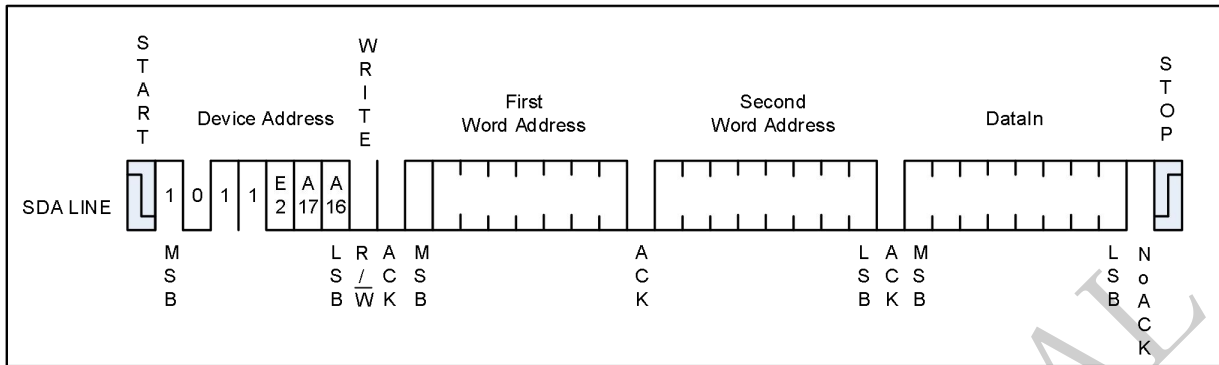 START
WRITE
STOP
Device Address
First
Word Address
Second
Word Address
DataIn
SDA LINE
1 0 1 1 E2 A17 A16
MSB
LSB
R/W̅
ACK
MSB
ACK
LSB
ACK
MSB
LSB
NoACK